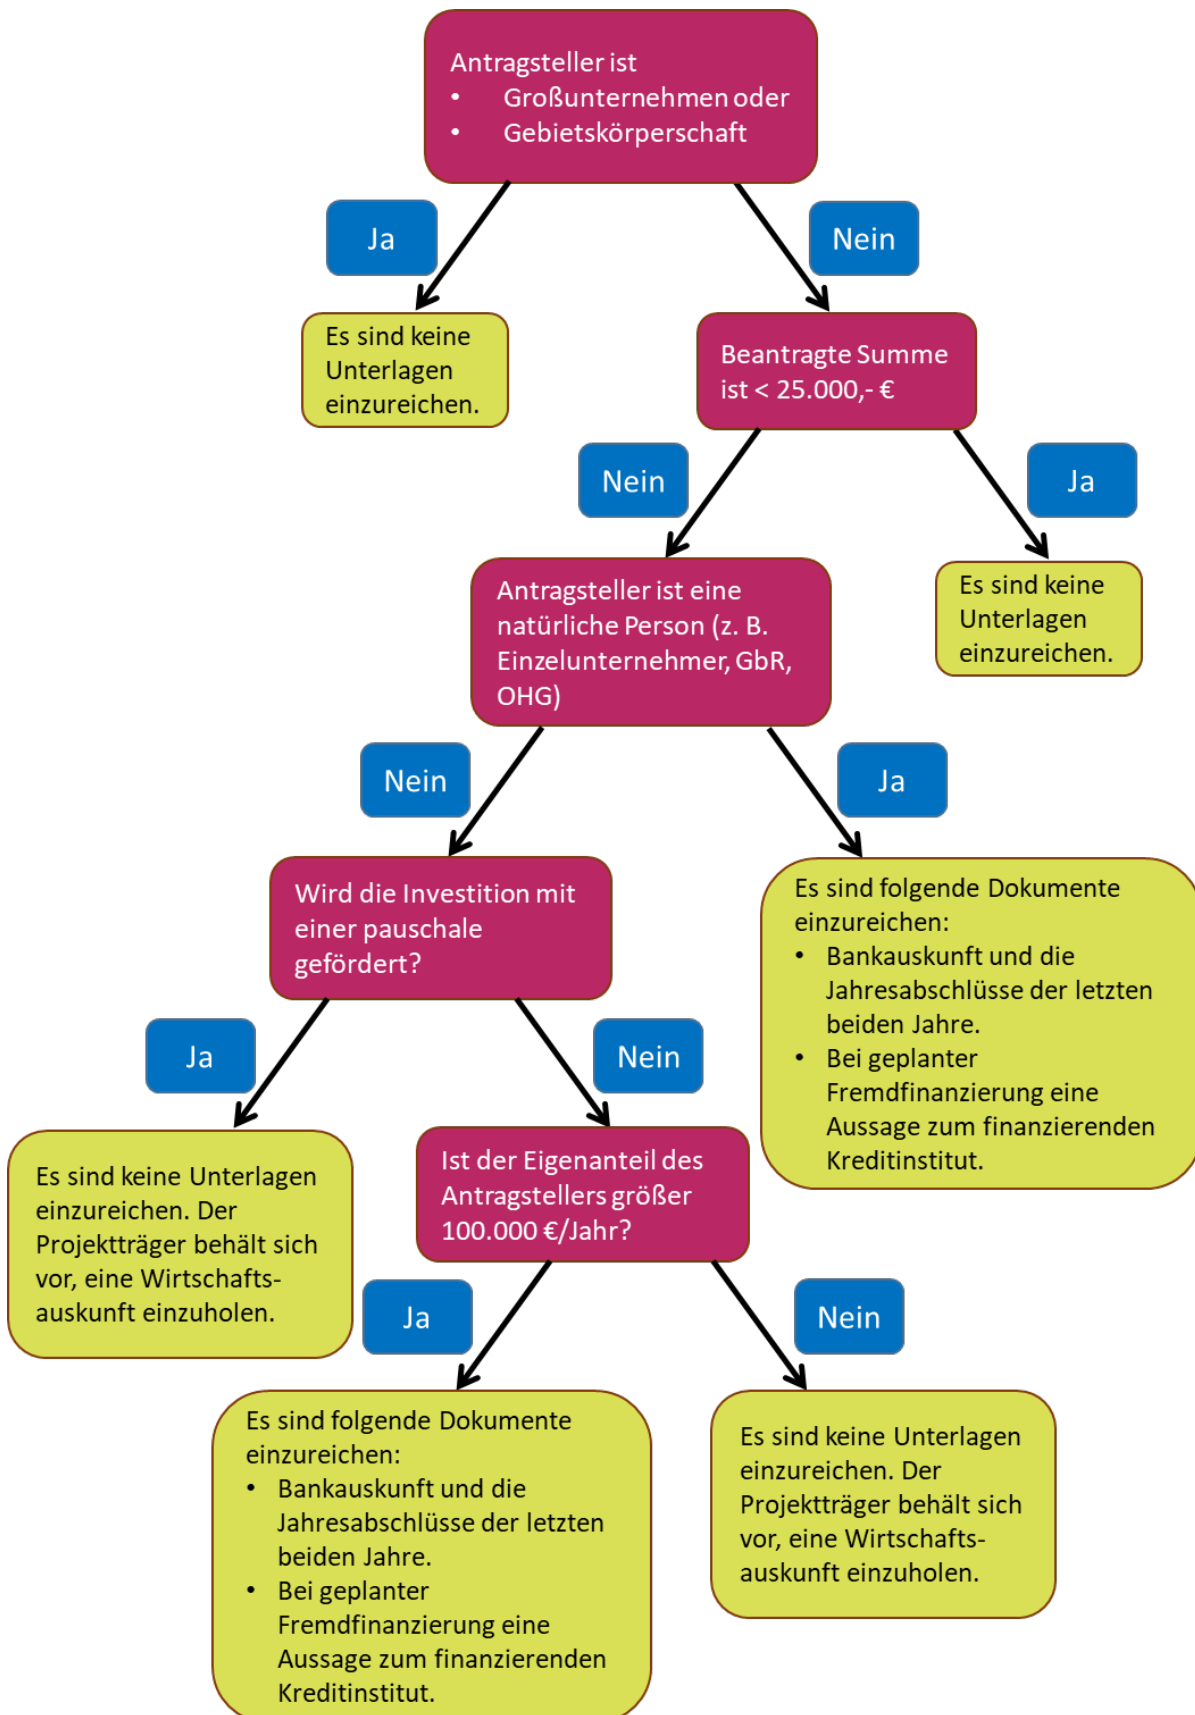 Antragsteller ist
• Großunternehmen oder
• Gebietskörperschaft
Ja
Nein
Es sind keine
Unterlagen
einzureichen.
Beantragte Summe
ist < 25.000,- €
Nein
Ja
Antragsteller ist eine
natürliche Person (z. B.
Einzelunternehmer, GbR,
OHG)
Es sind keine
Unterlagen
einzureichen.
Nein
Ja
Wird die Investition mit
einer pauschale
gefördert?
Es sind folgende Dokumente
einzureichen:
• Bankauskunft und die
Jahresabschlüsse der letzten
beiden Jahre.
• Bei geplanter
Fremdfinanzierung eine
Aussage zum finanzierenden
Kreditinstitut.
Ja
Nein
Es sind keine Unterlagen
einzureichen. Der
Projektträger behält sich
vor, eine Wirtschafts-
auskunft einzuholen.
Ist der Eigenanteil des
Antragstellers größer
100.000 €/Jahr?
Ja
Nein
Es sind folgende Dokumente
einzureichen:
• Bankauskunft und die
Jahresabschlüsse der letzten
beiden Jahre.
• Bei geplanter
Fremdfinanzierung eine
Aussage zum finanzierenden
Kreditinstitut.
Es sind keine Unterlagen
einzureichen. Der
Projektträger behält sich
vor, eine Wirtschafts-
auskunft einzuholen.